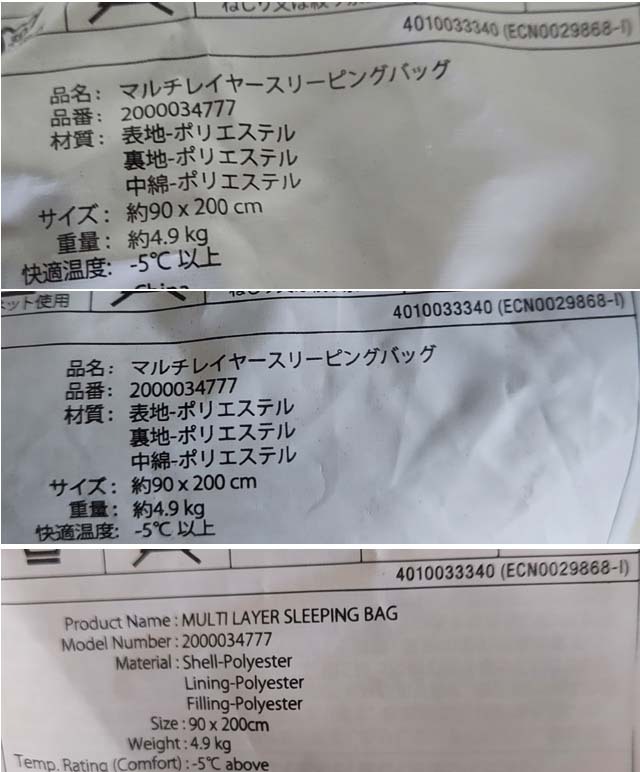 4010033340 (ECN0029868-I)
品名: マルチレイヤースリーピングバッグ
品番: 2000034777
材質: 表地-ポリエステル
裏地-ポリエステル
中綿-ポリエステル
サイズ: 約90 x 200 cm
重量: 約4.9 kg
快適温度: -5℃ 以上
China
ネット使用
4010033340 (ECN0029868-I)
品名: マルチレイヤースリーピングバッグ
品番: 2000034777
材質: 表地-ポリエステル
裏地-ポリエステル
中綿-ポリエステル
サイズ: 約90 x 200 cm
重量: 約4.9 kg
快適温度: -5℃ 以上
4010033340 (ECN0029868-I)
Product Name : MULTI LAYER SLEEPING BAG
Model Number : 2000034777
Material : Shell-Polyester
Lining-Polyester
Filling-Polyester
Size : 90 x 200cm
Weight : 4.9 kg
Temp. Rating (Comfort) : -5℃ above